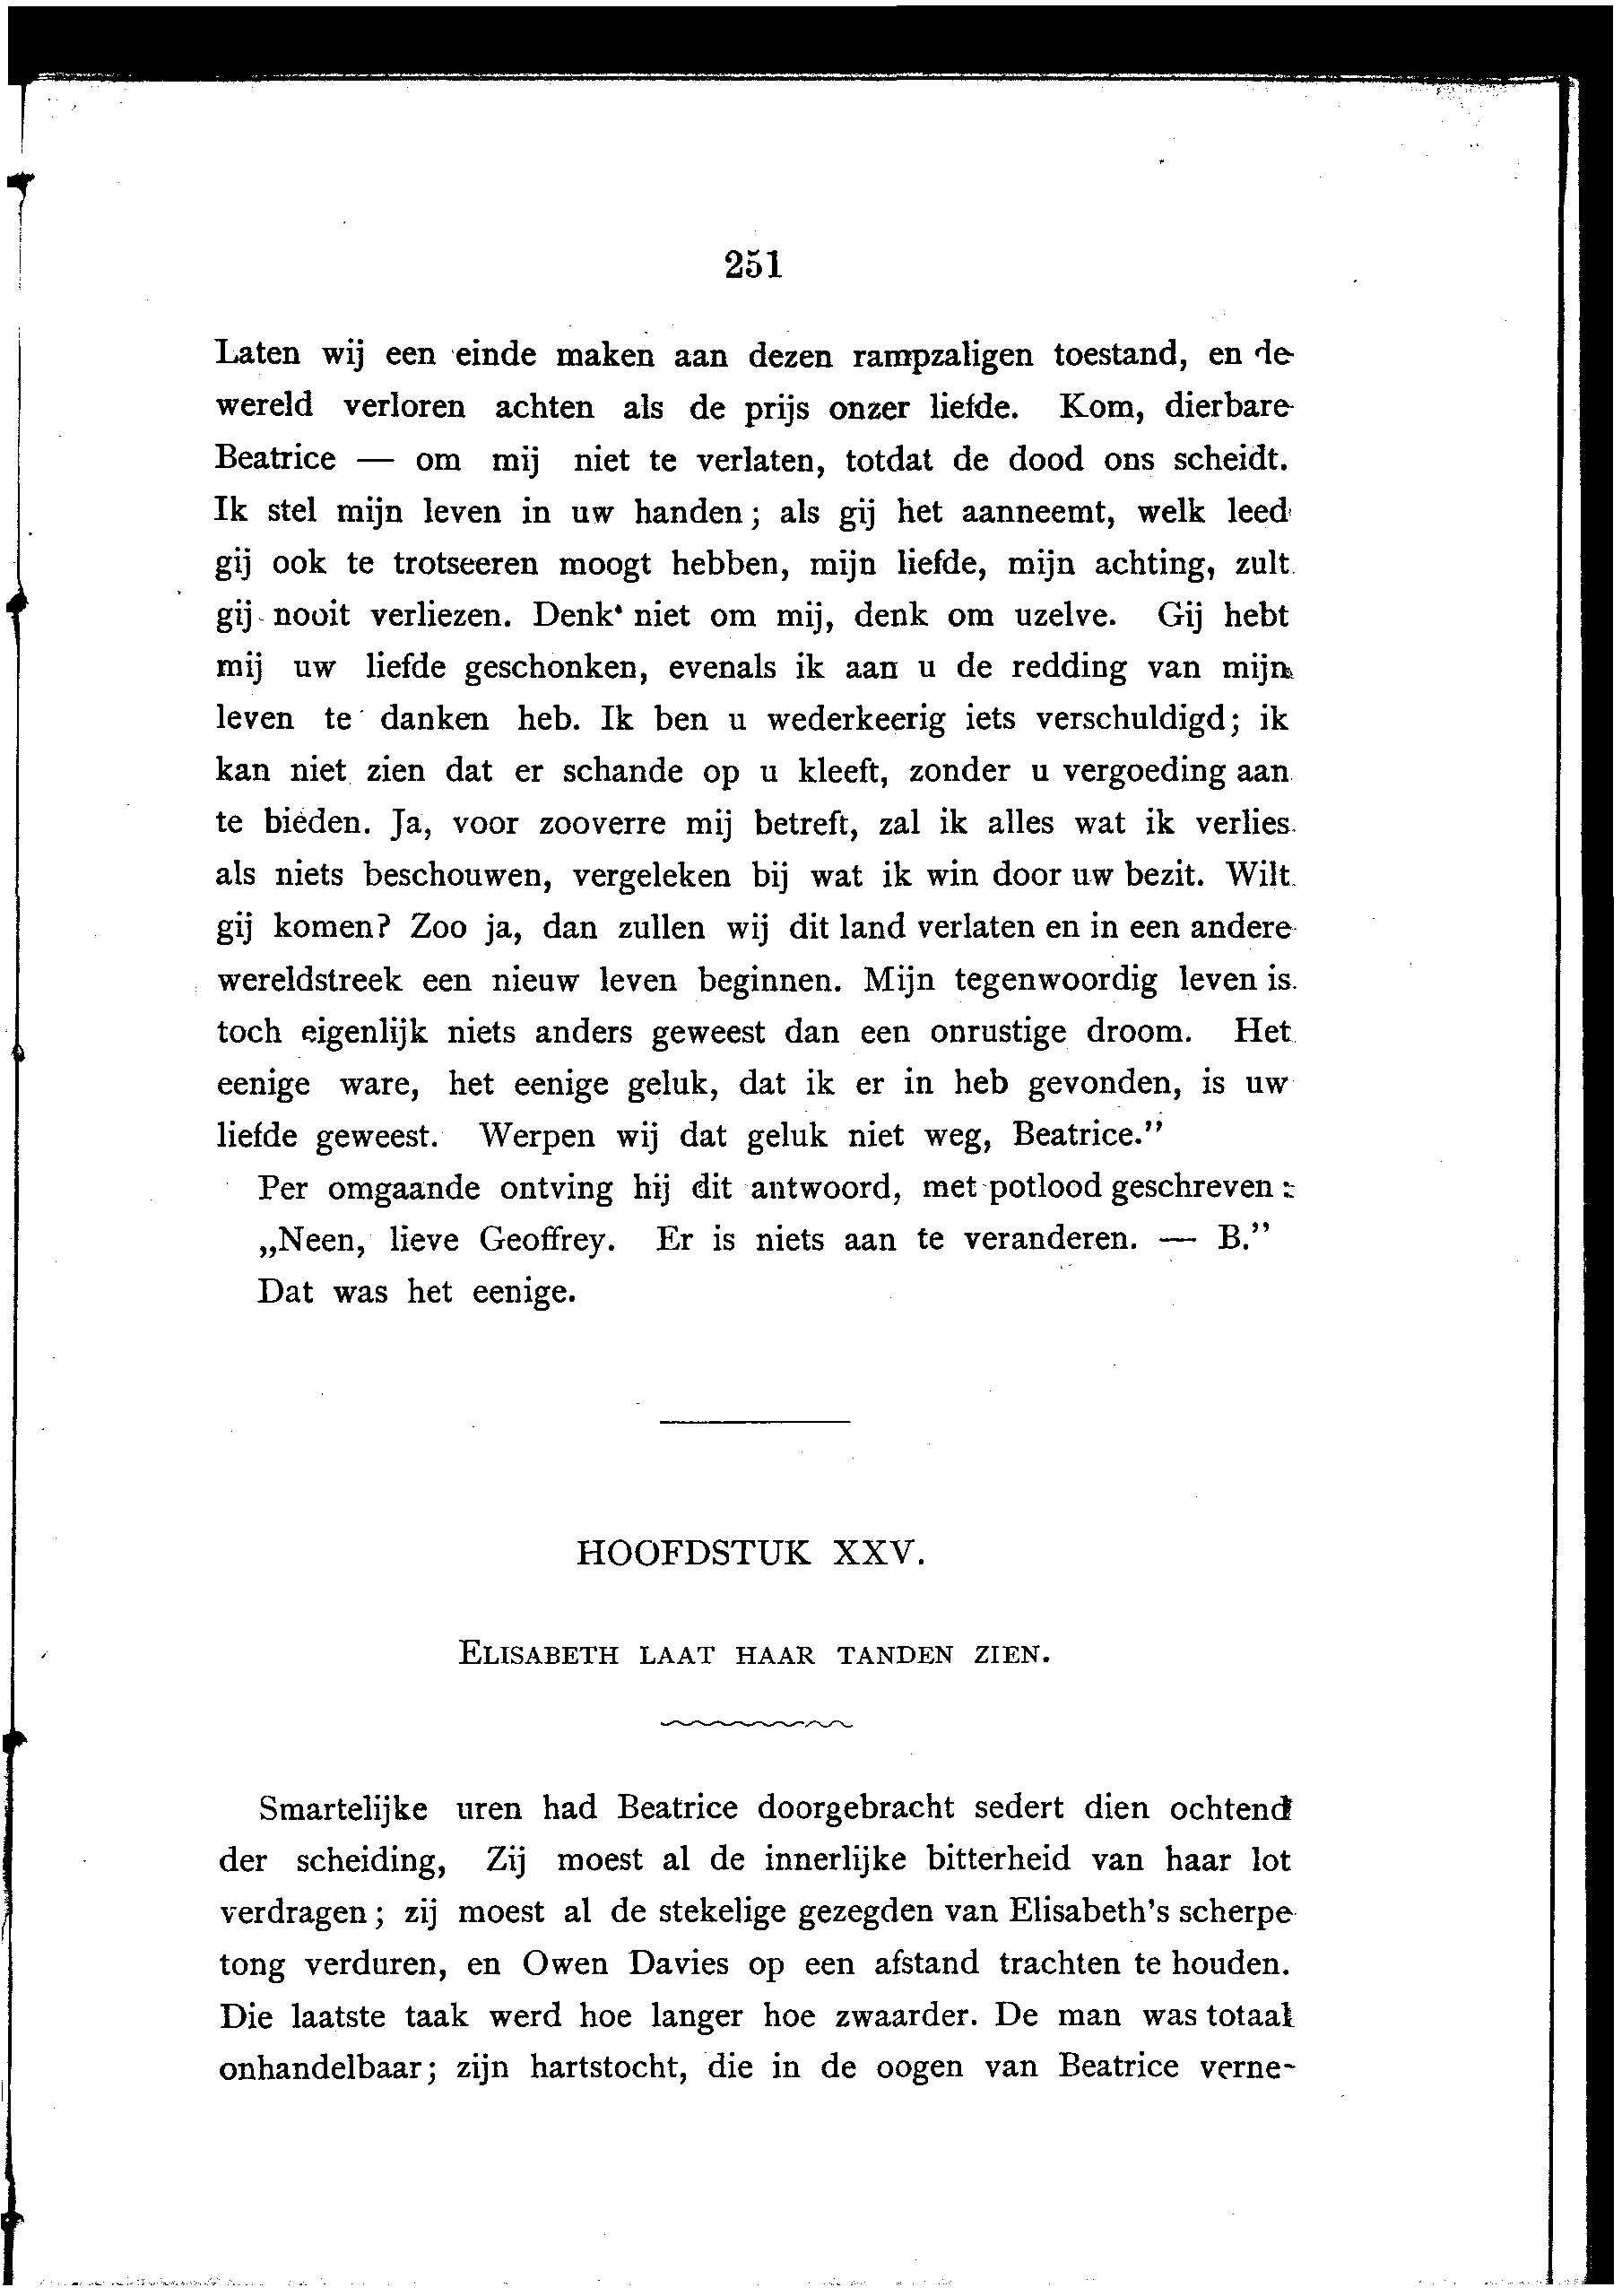 251
Laten wij een einde maken aan dezen rampzaligen toestand, en de
wereld verloren achten als de prijs onzer liefde. Kom, dierbare
Beatrice — om mij niet te verlaten, totdat de dood ons scheidt.
Ik stel mijn leven in uw handen; als gij het aanneemt, welk leed
gij ook te trotseeren moogt hebben, mijn liefde, mijn achting, zult
gij nooit verliezen. Denk niet om mij, denk om uzelve. Gij hebt
mij uw liefde geschonken, evenals ik aan u de redding van mijn
leven te danken heb. Ik ben u wederkeerig iets verschuldigd; ik
kan niet zien dat er schande op u kleeft, zonder u vergoeding aan
te bieden. Ja, voor zooverre mij betreft, zal ik alles wat ik verlies
als niets beschouwen, vergeleken bij wat ik win door uw bezit. Wilt
gij komen? Zoo ja, dan zullen wij dit land verlaten en in een andere
wereldstreek een nieuw leven beginnen. Mijn tegenwoordig leven is
toch eigenlijk niets anders geweest dan een onrustige droom. Het
eenige ware, het eenige geluk, dat ik er in heb gevonden, is uw
liefde geweest. Werpen wij dat geluk niet weg, Beatrice.”
Per omgaande ontving hij dit antwoord, met potlood geschreven:
„Neen, lieve Geoffrey. Er is niets aan te veranderen. — B.”
Dat was het eenige.
HOOFDSTUK XXV.
ELISABETH LAAT HAAR TANDEN ZIEN.
Smartelijke uren had Beatrice doorgebracht sedert dien ochtend
der scheiding, Zij moest al de innerlijke bitterheid van haar lot
verdragen; zij moest al de stekelige gezegden van Elisabeth's scherpe
tong verduren, en Owen Davies op een afstand trachten te houden.
Die laatste taak werd hoe langer hoe zwaarder. De man was totaal
onhandelbaar; zijn hartstocht, die in de oogen van Beatrice verne-